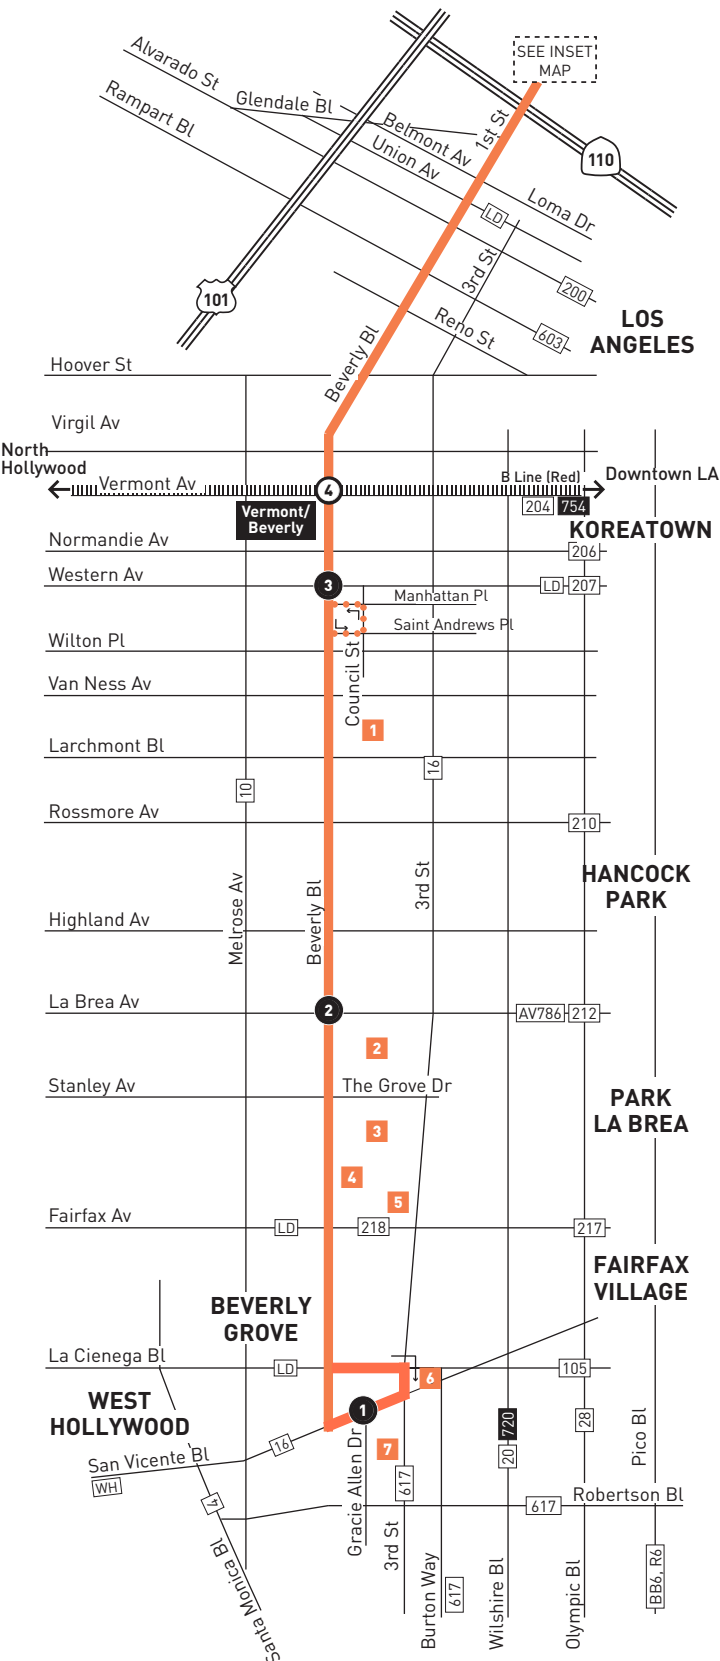 SEE INSET
MAP
Alvarado St
Glendale Bl
Rampart Bl
Belmont Av
1st St
Union Av
110
Loma Dr
LD
3rd St
200
101
Reno St
603
LOS
ANGELES
Beverly Bl
Hoover St
Virgil Av
North
Hollywood
Vermont Av
4
B Line (Red)
Downtown LA
204
754
Vermont/
Beverly
KOREATOWN
Normandie Av
206
Western Av
3
LD
207
Manhattan Pl
Saint Andrews Pl
Wilton Pl
Council St
Van Ness Av
1
Larchmont Bl
16
10
Rossmore Av
210
HANCOCK
PARK
3rd St
Melrose Av
Beverly Bl
Highland Av
La Brea Av
2
AV786
212
2
Stanley Av
The Grove Dr
PARK
LA BREA
3
4
5
Fairfax Av
LD
218
217
FAIRFAX
VILLAGE
BEVERLY
GROVE
La Cienega Bl
LD
105
6
WEST
HOLLYWOOD
1
720
28
Pico Bl
16
7
San Vicente Bl
20
WH
617
4
Gracie Allen Dr
617
Robertson Bl
3rd St
Santa Monica Bl
Burton Way
617
Wilshire Bl
Olympic Bl
BB6, R6